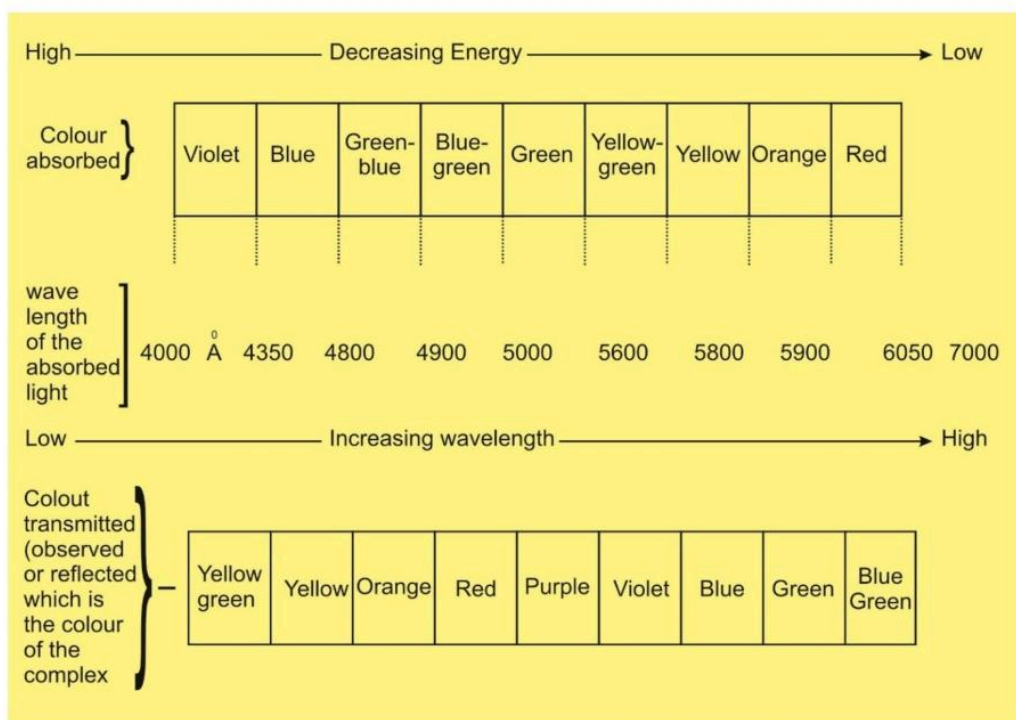 High Decreasing Energy Low
Colour
absorbed
Violet Blue Green-
blue Blue-
green Green Yellow-
green Yellow Orange Red
wave
length
of the
absorbed
light
4000 Å 4350 4800 4900 5000 5600 5800 5900 6050 7000
Low Increasing wavelength High
Colout
transmitted
(observed
or reflected
which is
the colour
of the
complex
Yellow
green Yellow Orange Red Purple Violet Blue Green Blue
Green